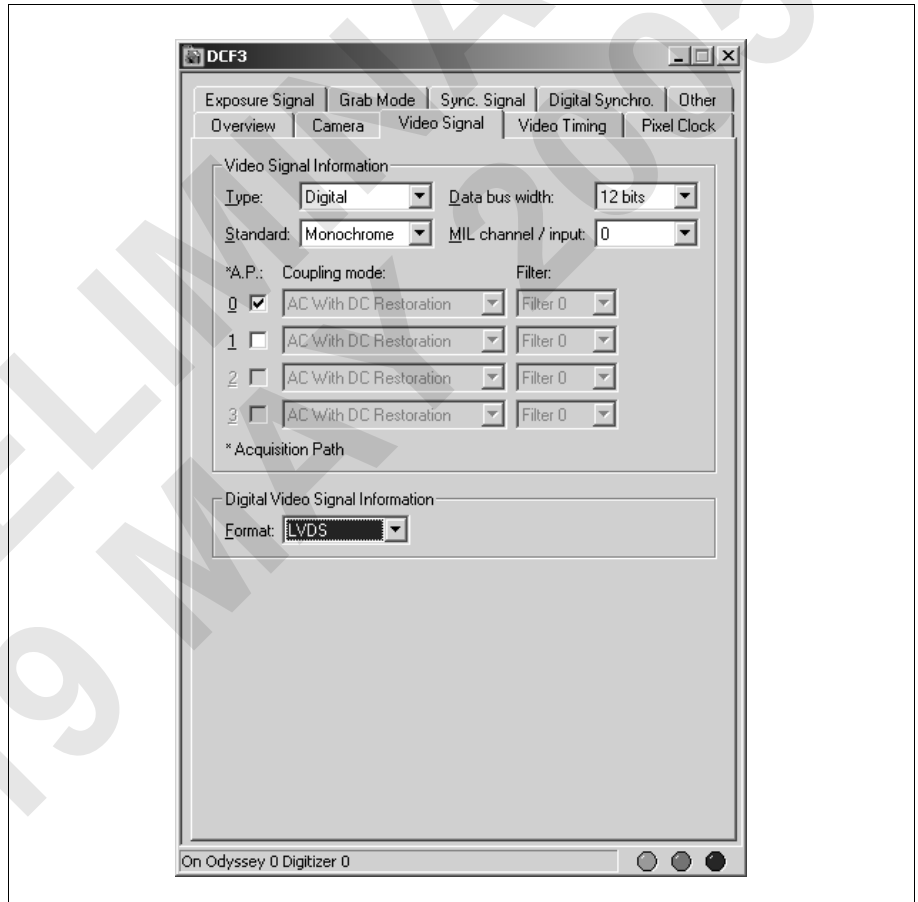 DCF3
Exposure Signal Grab Mode Sync. Signal Digital Synchro. Other
Overview Camera Video Signal Video Timing Pixel Clock
Video Signal Information
Type: Digital Data bus width: 12 bits
Standard: Monochrome MIL channel / input: 0
*A.P.: Coupling mode: Filter:
0 AC With DC Restoration Filter 0
1 AC With DC Restoration Filter 0
2 AC With DC Restoration Filter 0
3 AC With DC Restoration Filter 0
* Acquisition Path
Digital Video Signal Information
Format: LVDS
On Odyssey 0 Digitizer 0
ELIMINA
19 MAY 2005